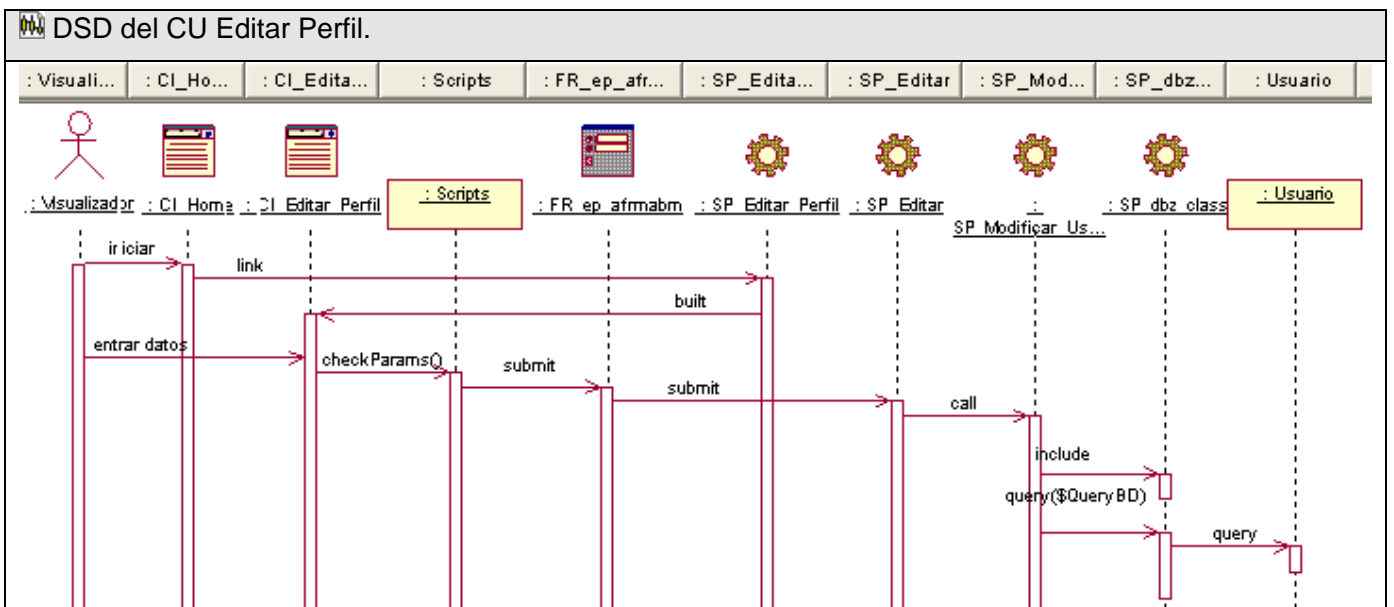 DSD del CU Editar Perfil.
: Visuali... : CI_Ho... : CI_Edita... : Scripts : FR_ep_afr... : SP_Edita... : SP_Editar : SP_Mod... : SP_dbz... : Usuario
: Visualizador : CI_Home : CI_Editar_Perfil : Scripts : FR_ep_afrmabm : SP_Editar_Perfil : SP_Editar : SP_Modificar_Us... : SP_dbz_class : Usuario
iniciar
link
built
entrar datos
checkParams()
submit
submit
call
include
query($QueryBD)
query